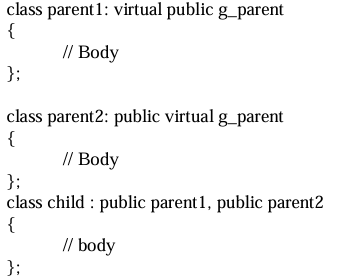 class parent1: virtual public g_parent
{
// Body
};
class parent2: public virtual g_parent
{
// Body
};
class child : public parent1, public parent2
{
// body
};